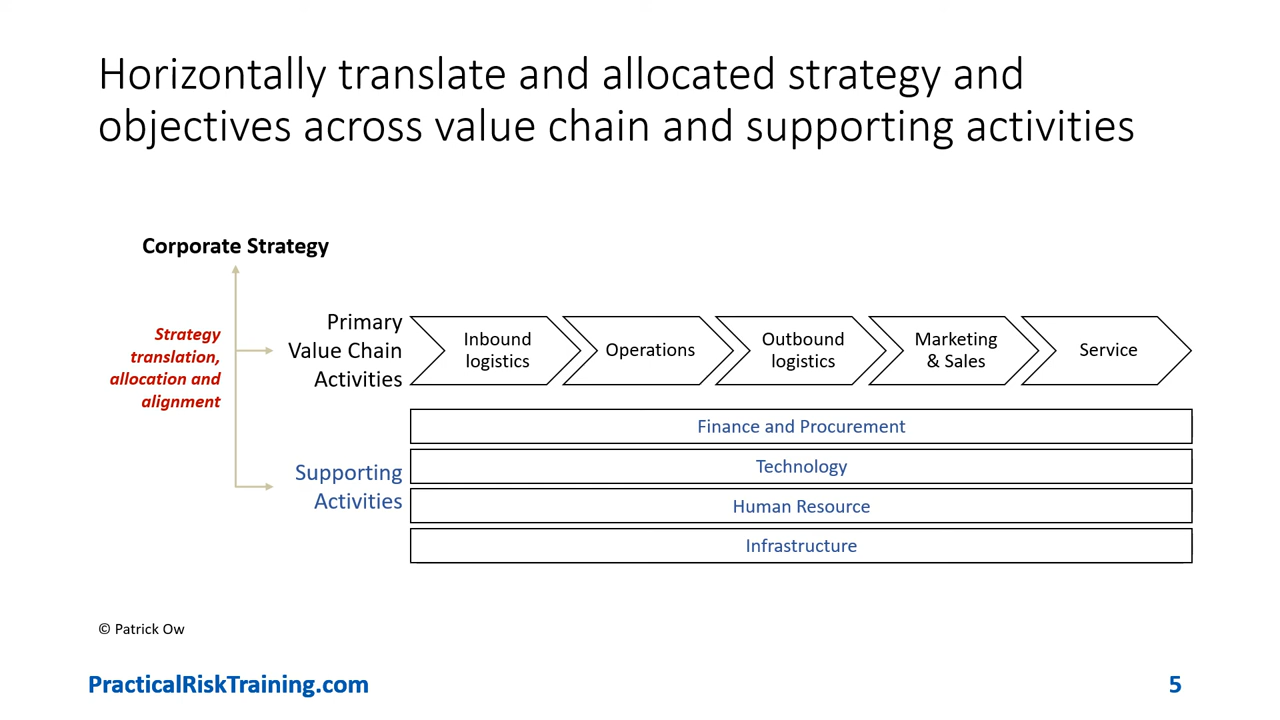 Horizontally translate and allocated strategy and
objectives across value chain and supporting activities
Corporate Strategy
Strategy
translation,
allocation and
alignment
Primary
Value Chain
Activities
Inbound
logistics
Operations
Outbound
logistics
Marketing
& Sales
Service
Supporting
Activities
Finance and Procurement
Technology
Human Resource
Infrastructure
© Patrick Ow
PracticalRiskTraining.com
5